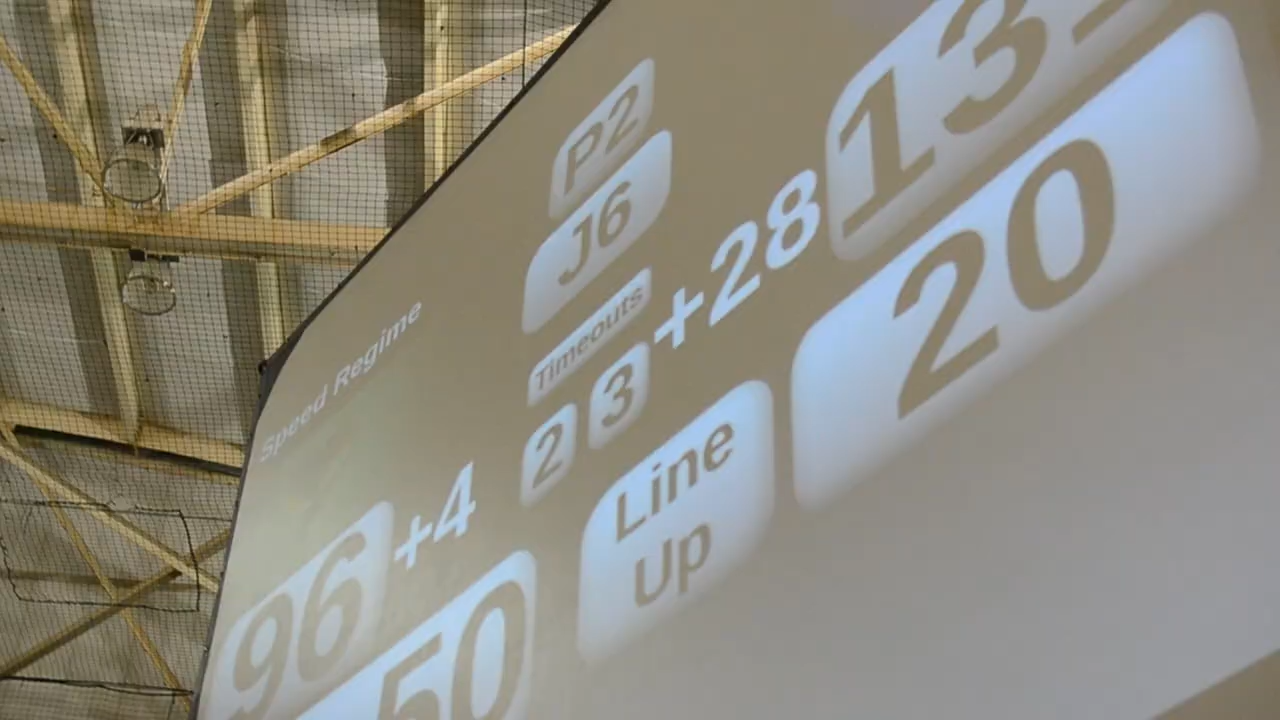 Speed Regime
P2
J6
Timeouts
2 3
96 +4
+28 13
50
Line
Up
20